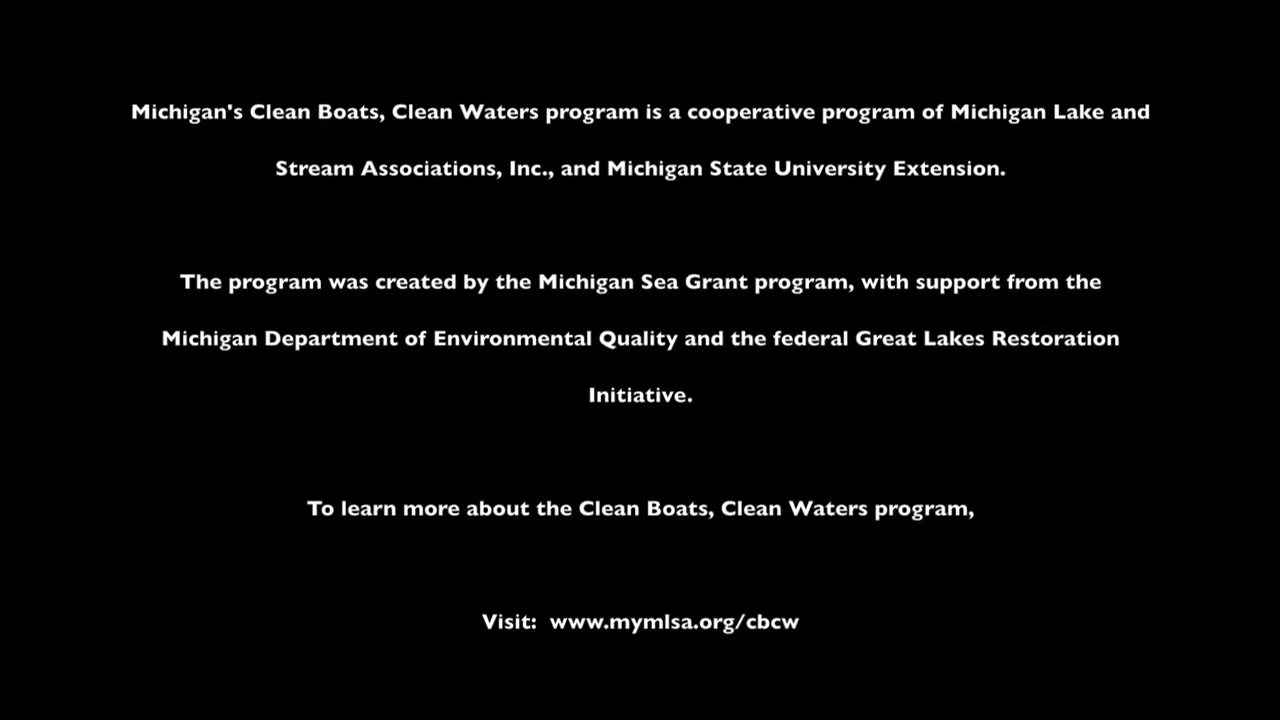 Michigan's Clean Boats, Clean Waters program is a cooperative program of Michigan Lake and
Stream Associations, Inc., and Michigan State University Extension.
The program was created by the Michigan Sea Grant program, with support from the
Michigan Department of Environmental Quality and the federal Great Lakes Restoration
Initiative.
To learn more about the Clean Boats, Clean Waters program,
Visit:  www.mymlsa.org/cbcw